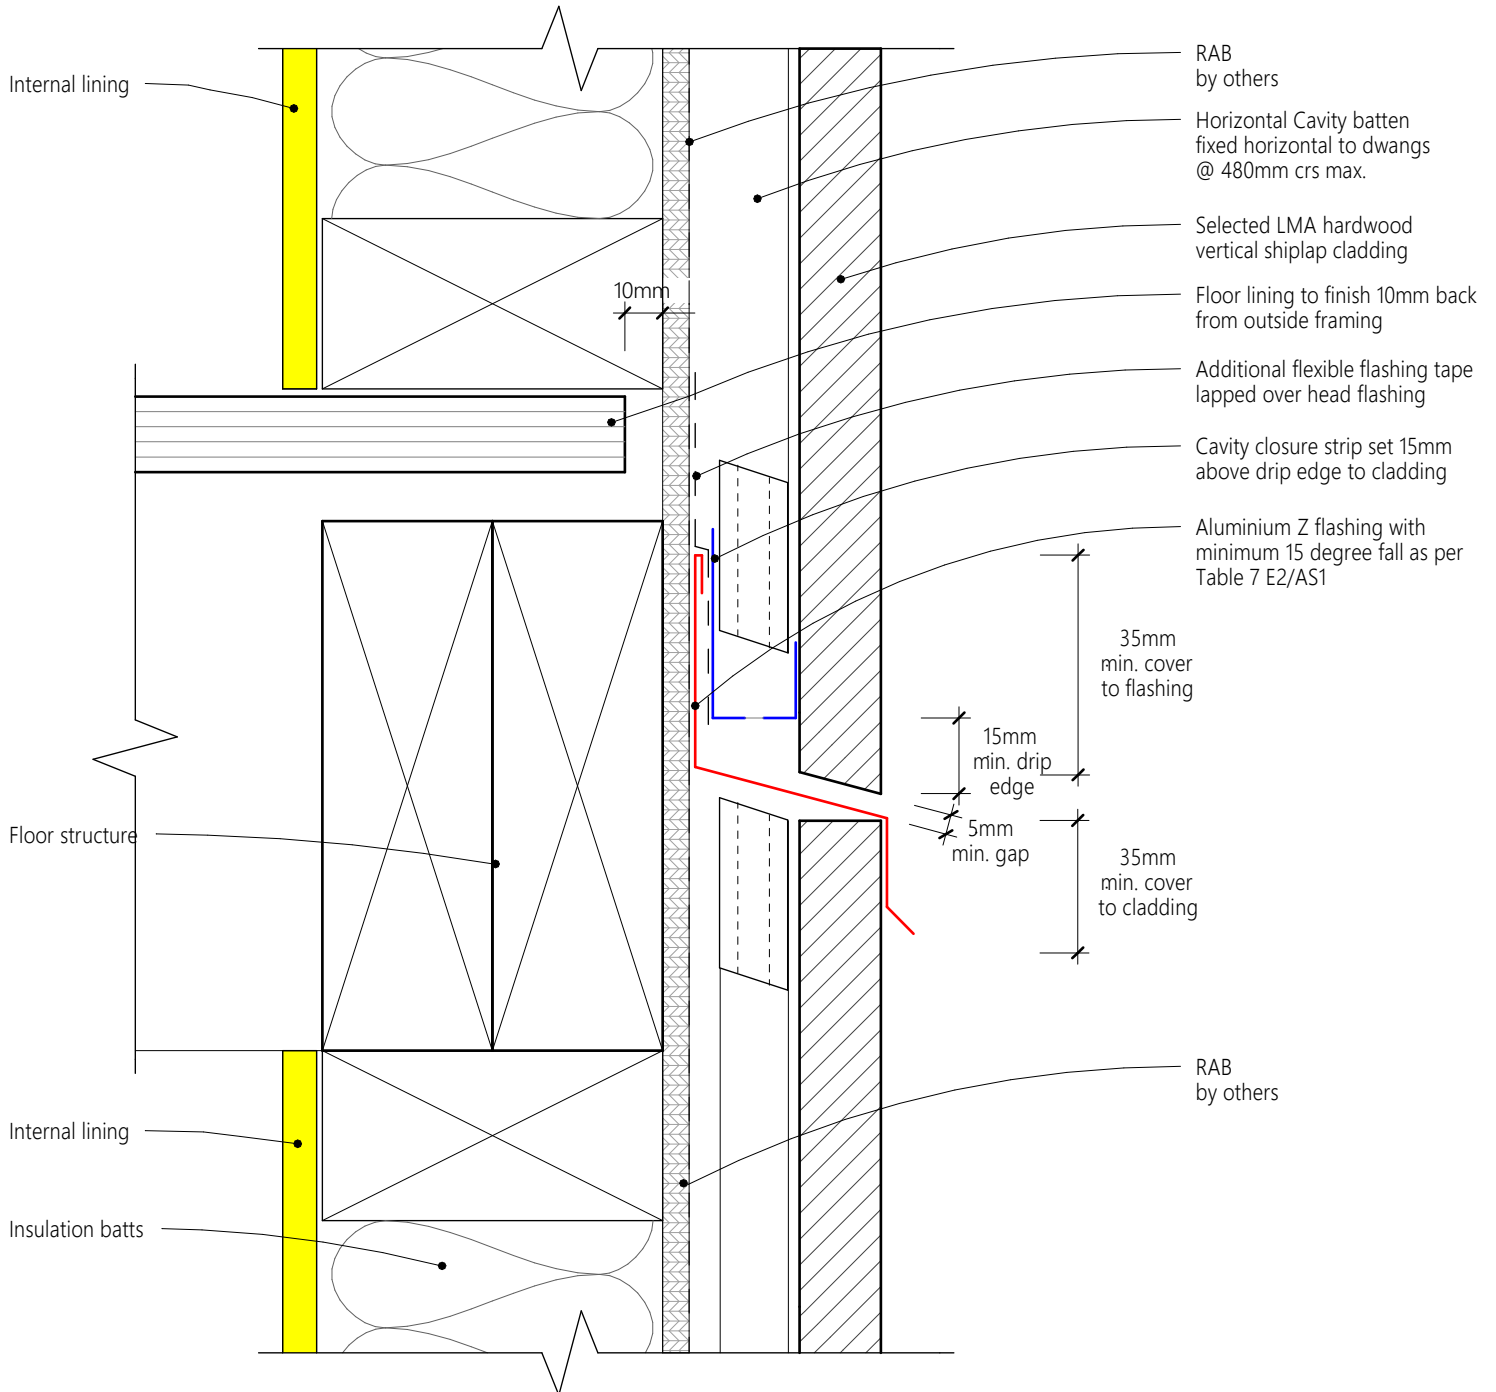 Internal lining
10mm
Floor structure
Internal lining
Insulation batts
RAB
by others
Horizontal Cavity batten
fixed horizontal to dwangs
@ 480mm crs max.
Selected LMA hardwood
vertical shiplap cladding
Floor lining to finish 10mm back
from outside framing
Additional flexible flashing tape
lapped over head flashing
Cavity closure strip set 15mm
above drip edge to cladding
Aluminium Z flashing with
minimum 15 degree fall as per
Table 7 E2/AS1
35mm
min. cover
to flashing
15mm
min. drip
edge
5mm
min. gap
35mm
min. cover
to cladding
RAB
by others